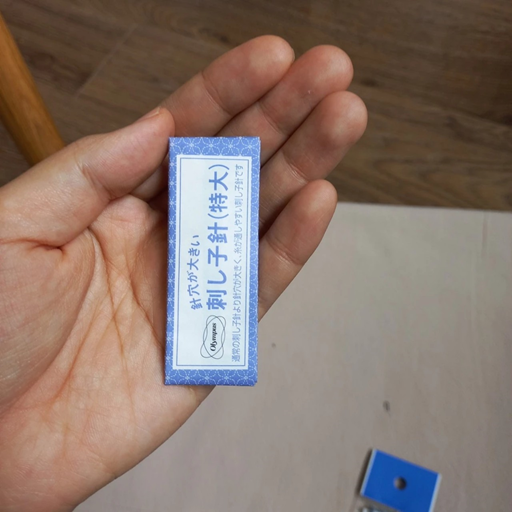 針穴が大きい
刺し子針(特大)
Olympus
通常の刺し子針より針穴が大きく、糸が通しやすい刺し子針です